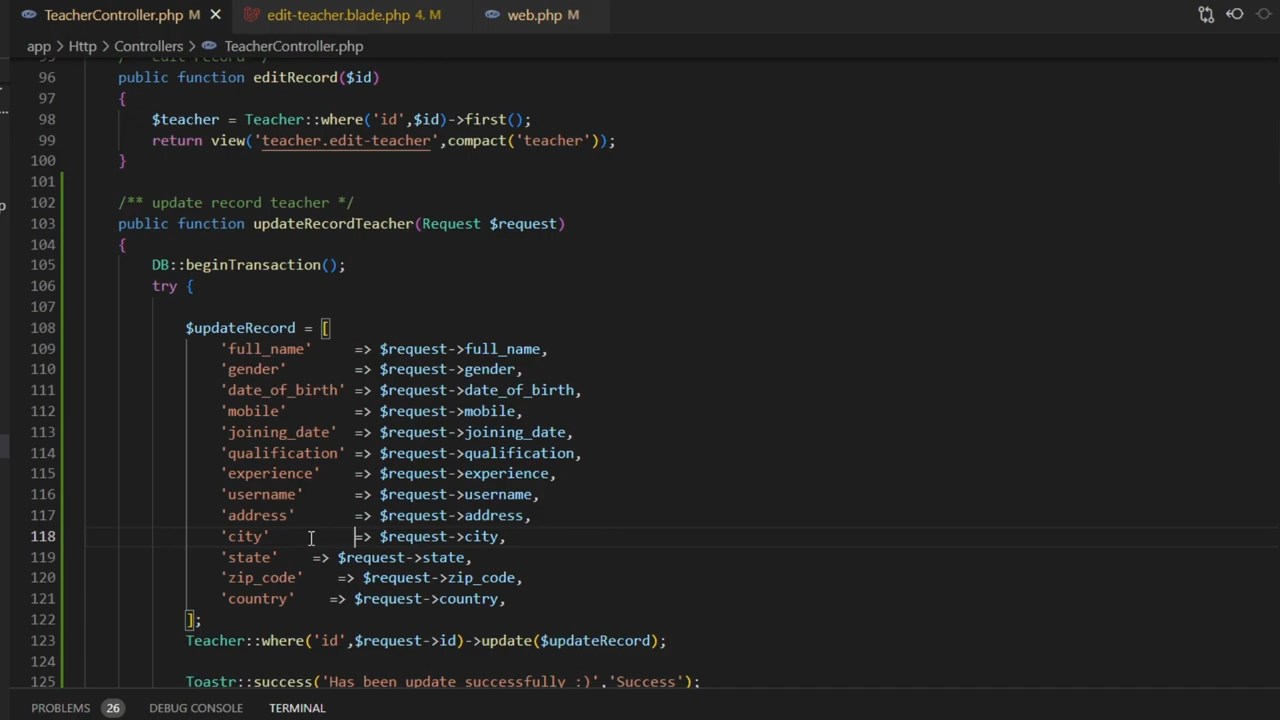 TeacherController.php M edit-teacher.blade.php 4, M web.php M
app > Http > Controllers > TeacherController.php
95 /** edit record */
96 public function editRecord($id)
97 {
98 $teacher = Teacher::where('id',$id)->first();
99 return view('teacher.edit-teacher',compact('teacher'));
100 }
101
102 /** update record teacher */
103 public function updateRecordTeacher(Request $request)
104 {
105 DB::beginTransaction();
106 try {
107
108 $updateRecord = [
109 'full_name' => $request->full_name,
110 'gender' => $request->gender,
111 'date_of_birth' => $request->date_of_birth,
112 'mobile' => $request->mobile,
113 'joining_date' => $request->joining_date,
114 'qualification' => $request->qualification,
115 'experience' => $request->experience,
116 'username' => $request->username,
117 'address' => $request->address,
118 'city' => $request->city,
119 'state' => $request->state,
120 'zip_code' => $request->zip_code,
121 'country' => $request->country,
122 ];
123 Teacher::where('id',$request->id)->update($updateRecord);
124
125 Toastr::success('Has been update successfully :)','Success');
PROBLEMS 26 DEBUG CONSOLE TERMINAL